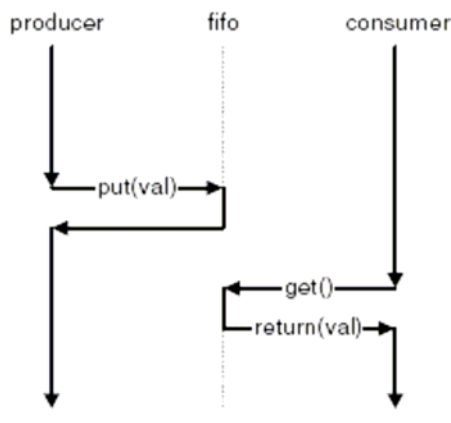 producer fifo consumer
put(val)
get()
return(val)